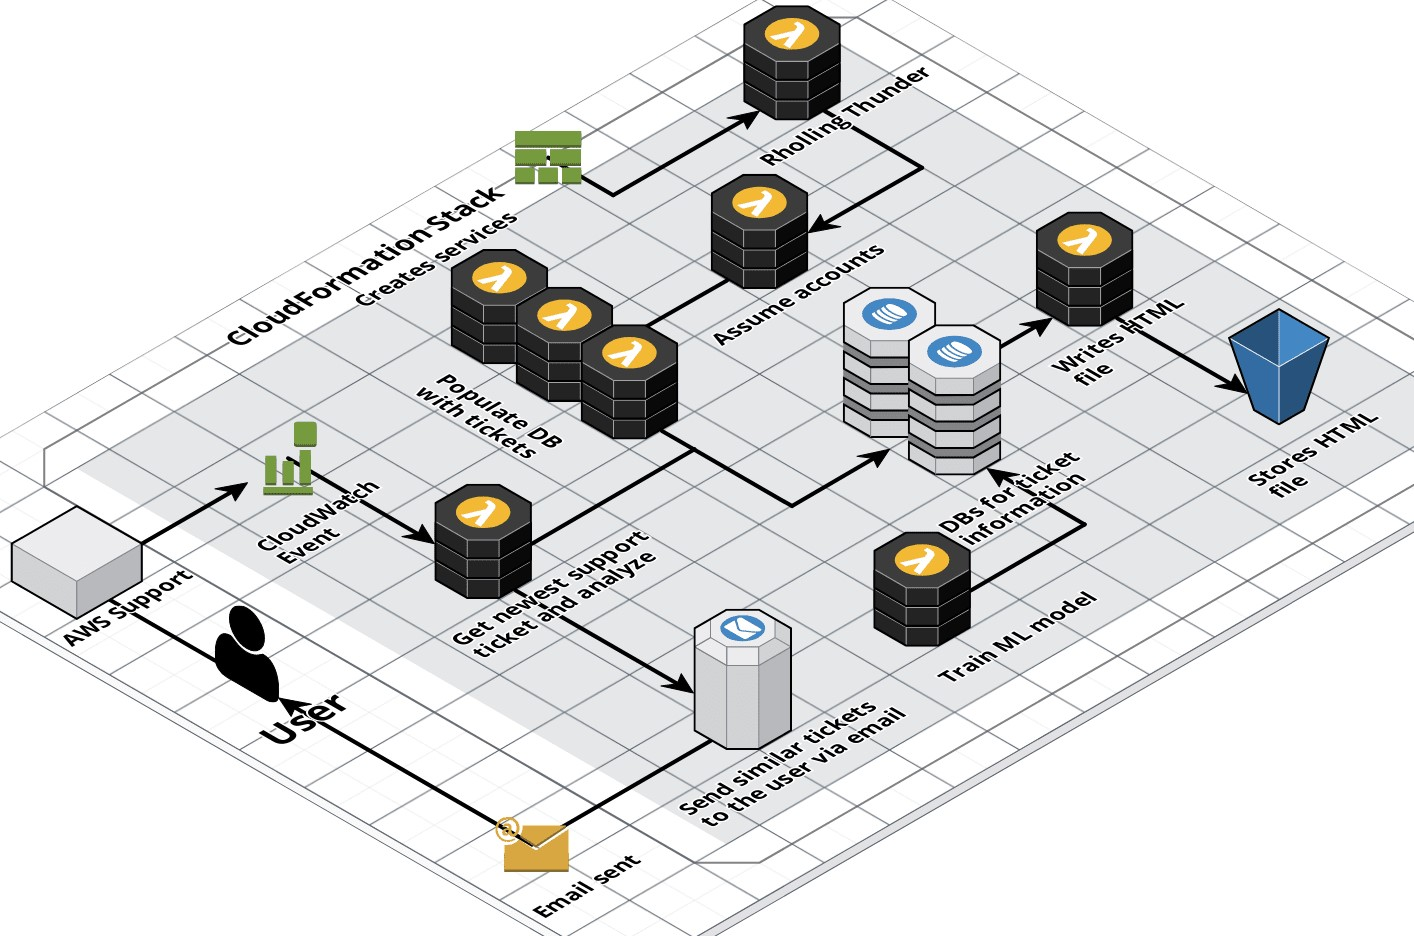 Rholling Thunder
CloudFormation Stack
Creates services
Assume accounts
Writes HTML
file
Populate DB
with tickets
Stores HTML
file
CloudWatch
Event
DBs for ticket
information
AWS Support
Get newest support
ticket and analyze
Train ML model
User
Send similar tickets
to the user via email
@
Email sent